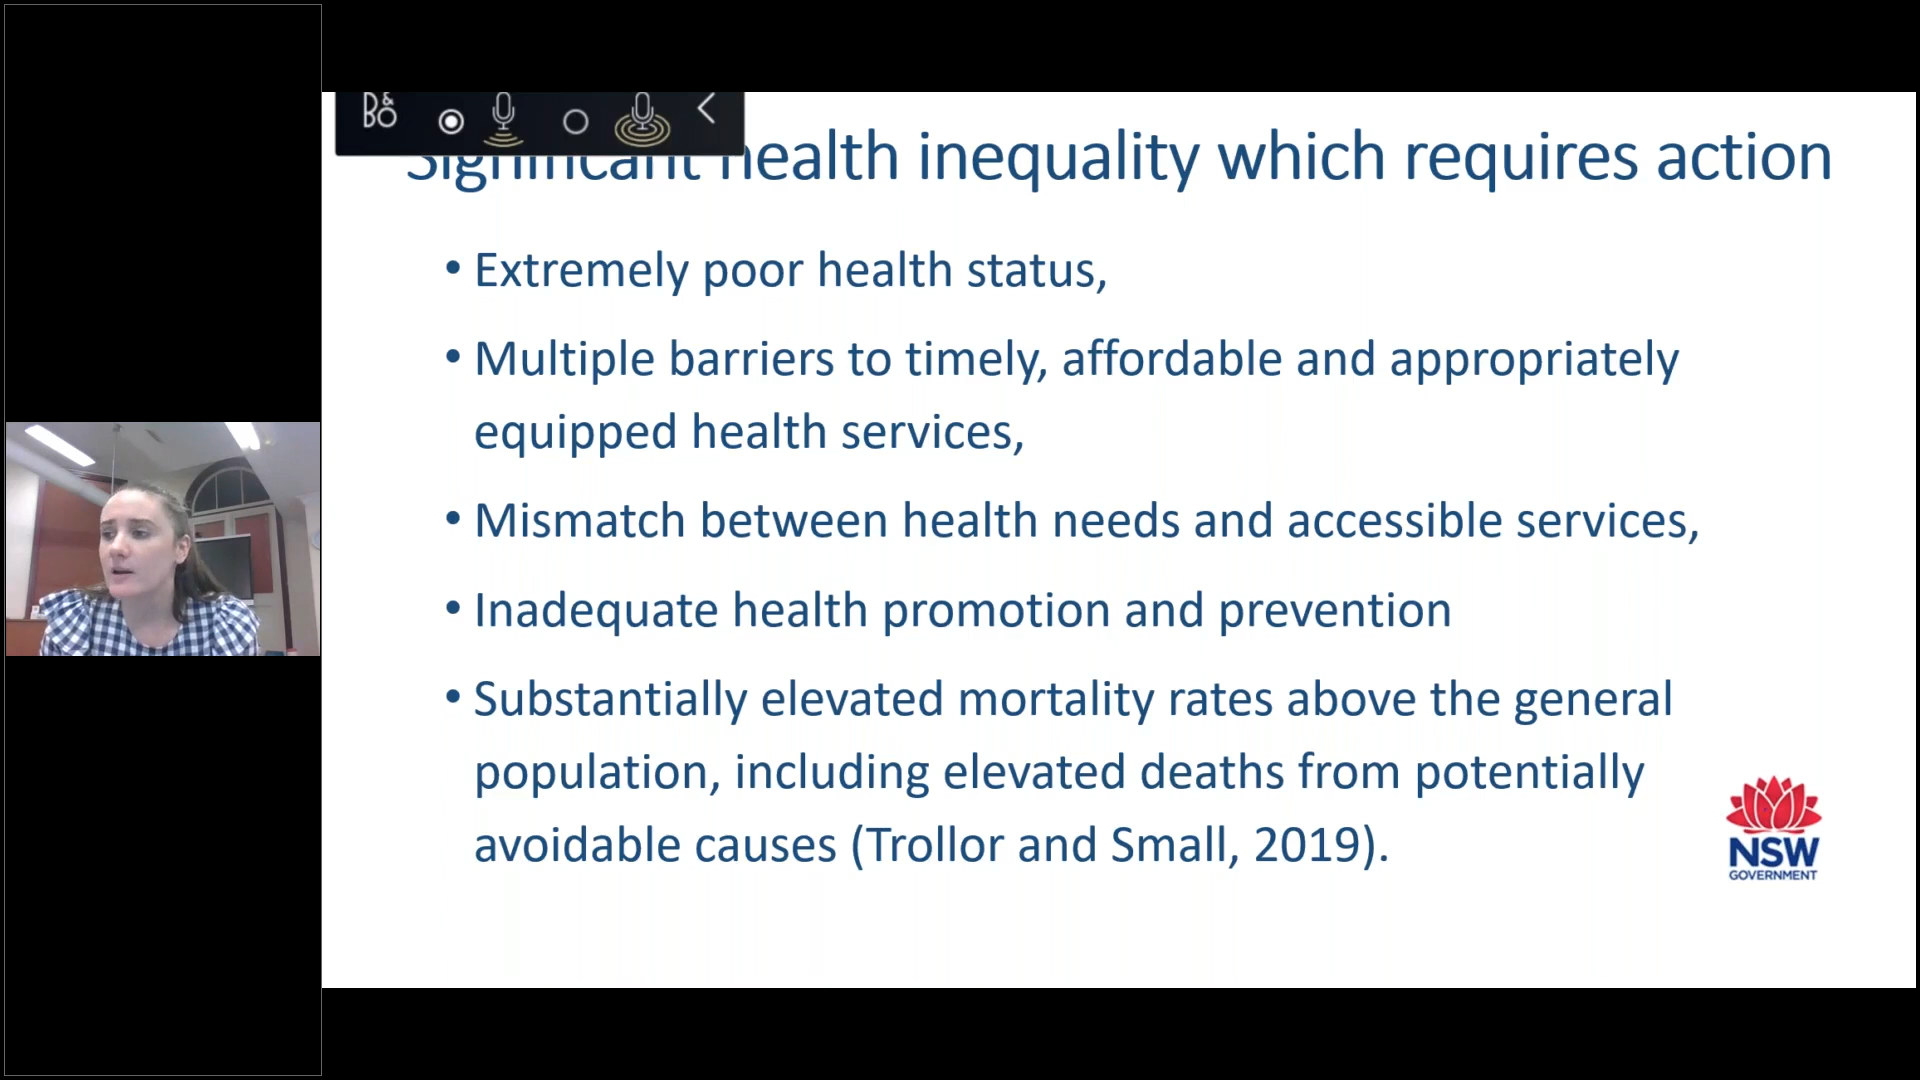 B&O
Significant health inequality which requires action
• Extremely poor health status,
• Multiple barriers to timely, affordable and appropriately
equipped health services,
• Mismatch between health needs and accessible services,
• Inadequate health promotion and prevention
• Substantially elevated mortality rates above the general
population, including elevated deaths from potentially
avoidable causes (Trollor and Small, 2019).
NSW
GOVERNMENT